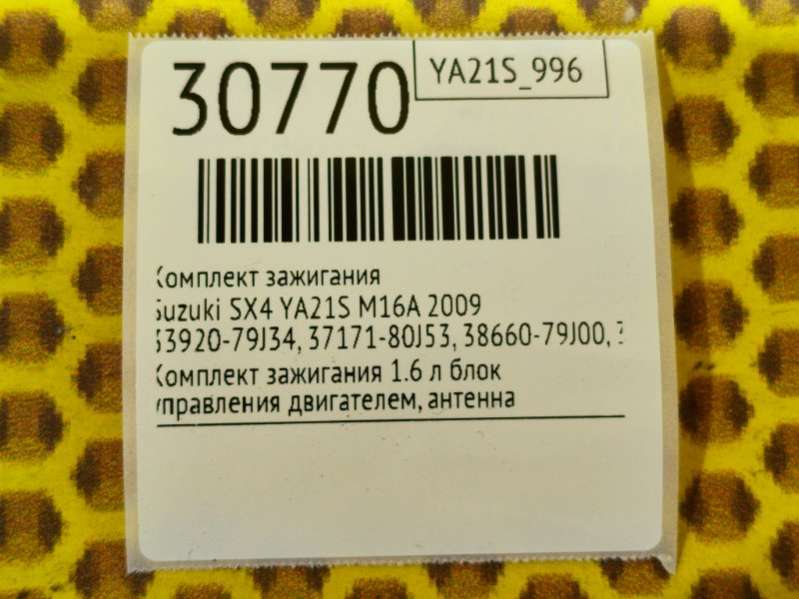 30770
YA21S_996
Комплект зажигания
Suzuki SX4 YA21S M16A 2009
33920-79J34, 37171-80J53, 38660-79J00,
Комплект зажигания 1.6 л блок
управления двигателем, антенна